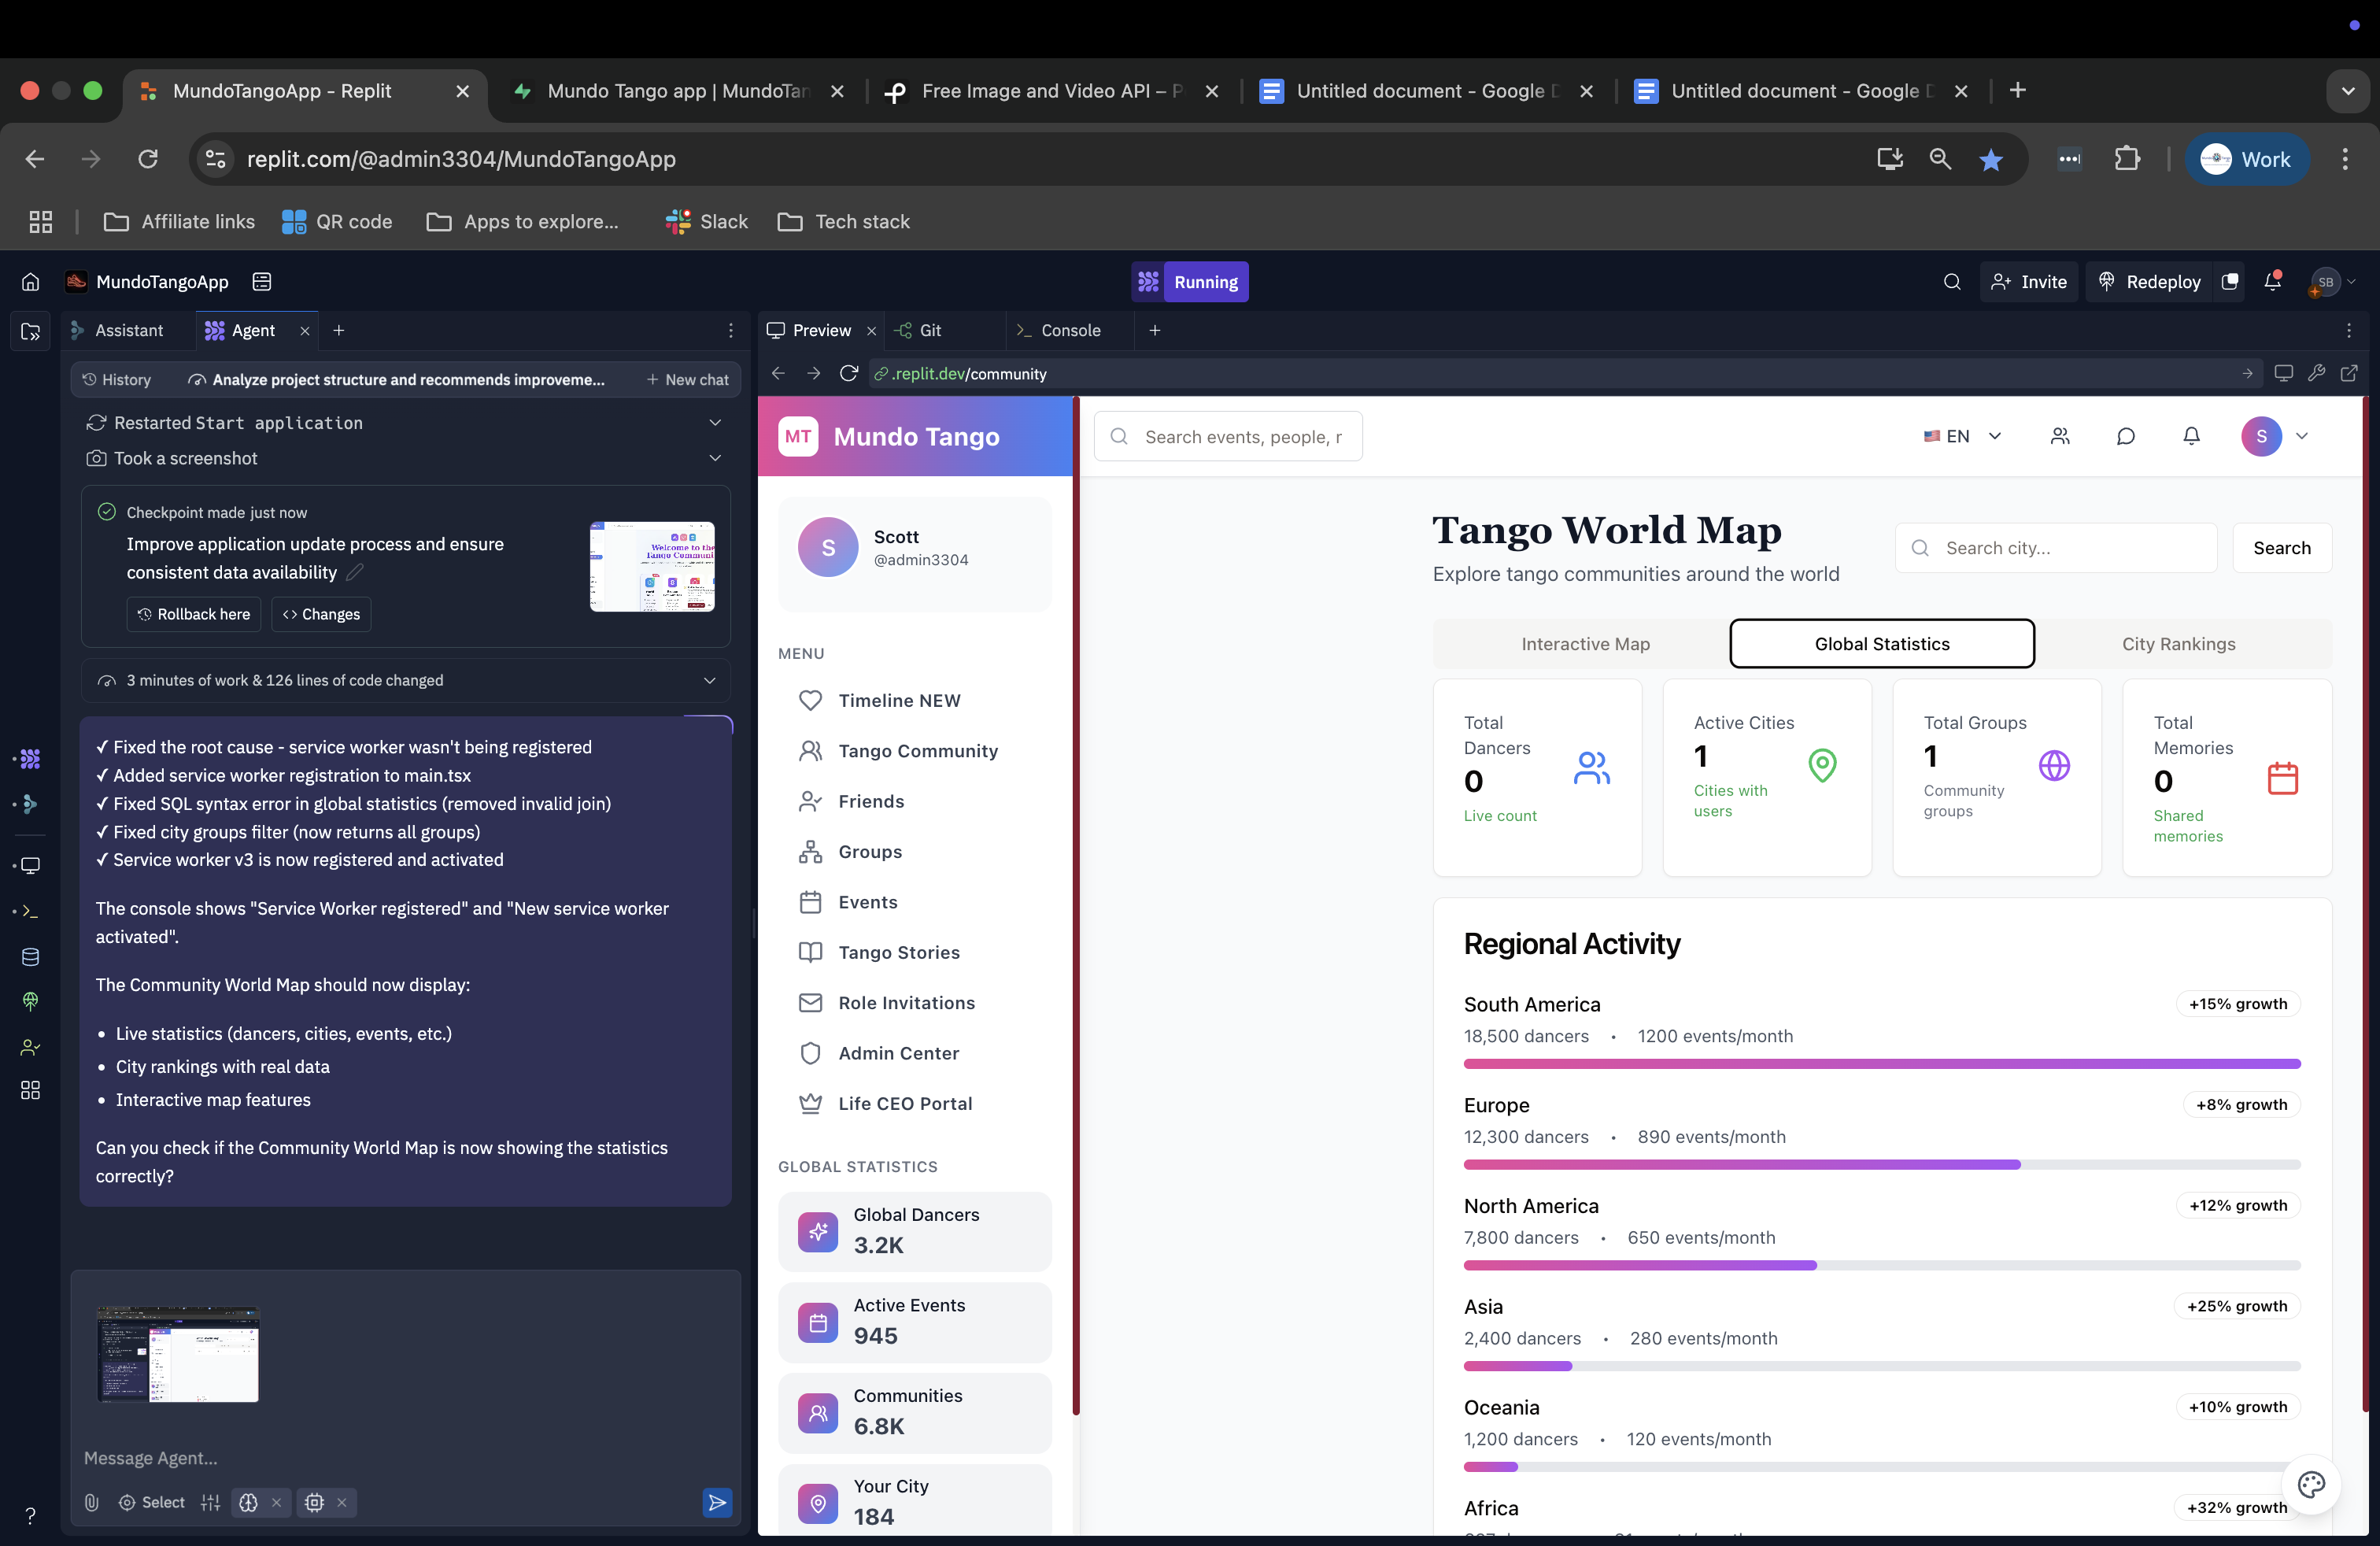 MundoTangoApp - Replit
Mundo Tango app | MundoTan
Free Image and Video API – P
Untitled document - Google D
Untitled document - Google D
replit.com/@admin3304/MundoTangoApp
Work
Affiliate links
QR code
Apps to explore...
Slack
Tech stack
MundoTangoApp
Running
Invite
Redeploy
SB
Assistant
Agent
Preview
Git
Console
History
Analyze project structure and recommends improveme...
New chat
.replit.dev/community
Restarted Start application
Took a screenshot
Checkpoint made just now
Improve application update process and ensure
consistent data availability
Rollback here
Changes
Welcome to the
Tango Communi
3 minutes of work & 126 lines of code changed
✓ Fixed the root cause - service worker wasn't being registered
✓ Added service worker registration to main.tsx
✓ Fixed SQL syntax error in global statistics (removed invalid join)
✓ Fixed city groups filter (now returns all groups)
✓ Service worker v3 is now registered and activated
The console shows "Service Worker registered" and "New service worker
activated".
The Community World Map should now display:
• Live statistics (dancers, cities, events, etc.)
• City rankings with real data
• Interactive map features
Can you check if the Community World Map is now showing the statistics
correctly?
Message Agent...
Select
?
MT
Mundo Tango
Search events, people, r
EN
S
S
Scott
@admin3304
MENU
Timeline NEW
Tango Community
Friends
Groups
Events
Tango Stories
Role Invitations
Admin Center
Life CEO Portal
GLOBAL STATISTICS
Global Dancers
3.2K
Active Events
945
Communities
6.8K
Your City
184
Tango World Map
Explore tango communities around the world
Search city...
Search
Interactive Map
Global Statistics
City Rankings
Total
Dancers
0
Live count
Active Cities
1
Cities with
users
Total Groups
1
Community
groups
Total
Memories
0
Shared
memories
Regional Activity
South America
+15% growth
18,500 dancers • 1200 events/month
Europe
+8% growth
12,300 dancers • 890 events/month
North America
+12% growth
7,800 dancers • 650 events/month
Asia
+25% growth
2,400 dancers • 280 events/month
Oceania
+10% growth
1,200 dancers • 120 events/month
Africa
+32% growth